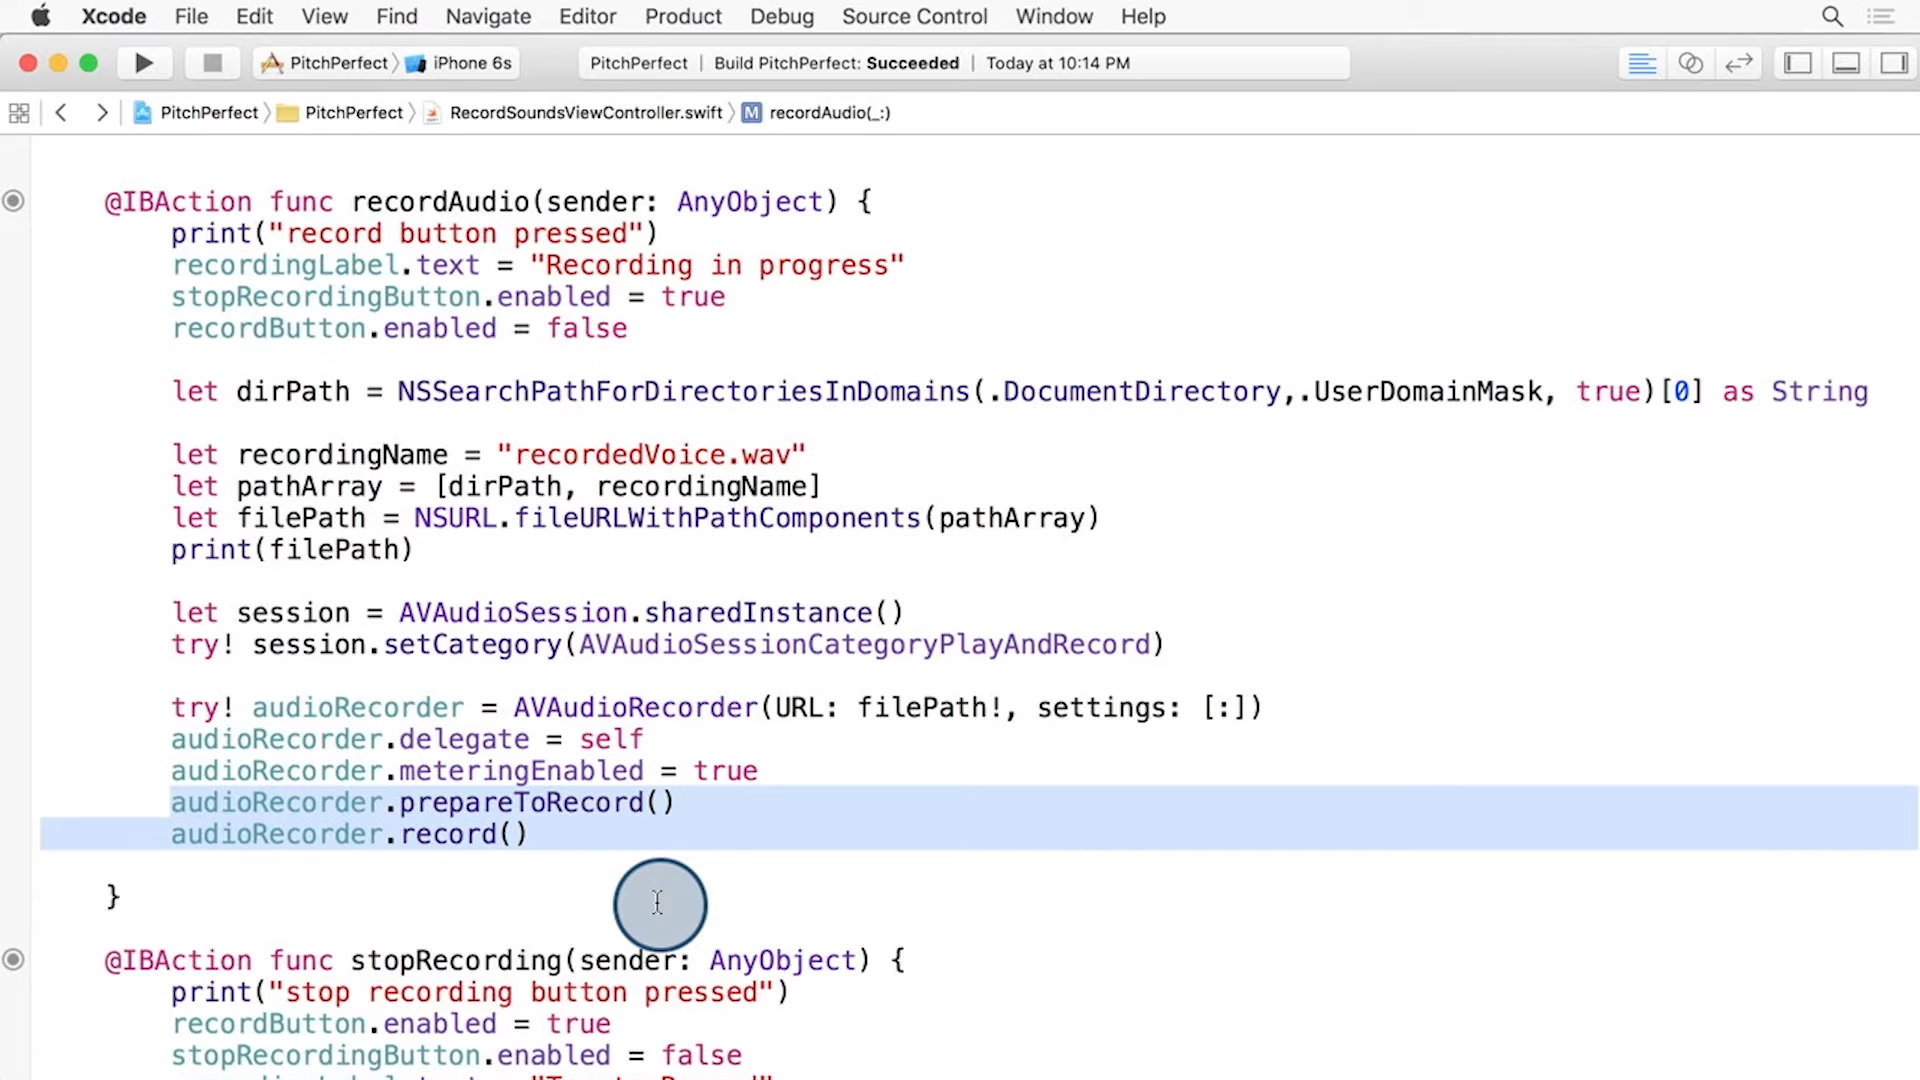 Xcode File Edit View Find Navigate Editor Product Debug Source Control Window Help
PitchPerfect iPhone 6s PitchPerfect | Build PitchPerfect: Succeeded | Today at 10:14 PM
PitchPerfect PitchPerfect RecordSoundsViewController.swift M recordAudio(_:)
@IBAction func recordAudio(sender: AnyObject) {
print("record button pressed")
recordingLabel.text = "Recording in progress"
stopRecordingButton.enabled = true
recordButton.enabled = false
let dirPath = NSSearchPathForDirectoriesInDomains(.DocumentDirectory,.UserDomainMask, true)[0] as String
let recordingName = "recordedVoice.wav"
let pathArray = [dirPath, recordingName]
let filePath = NSURL.fileURLWithPathComponents(pathArray)
print(filePath)
let session = AVAudioSession.sharedInstance()
try! session.setCategory(AVAudioSessionCategoryPlayAndRecord)
try! audioRecorder = AVAudioRecorder(URL: filePath!, settings: [:])
audioRecorder.delegate = self
audioRecorder.meteringEnabled = true
audioRecorder.prepareToRecord()
audioRecorder.record()
}
@IBAction func stopRecording(sender: AnyObject) {
print("stop recording button pressed")
recordButton.enabled = true
stopRecordingButton.enabled = false